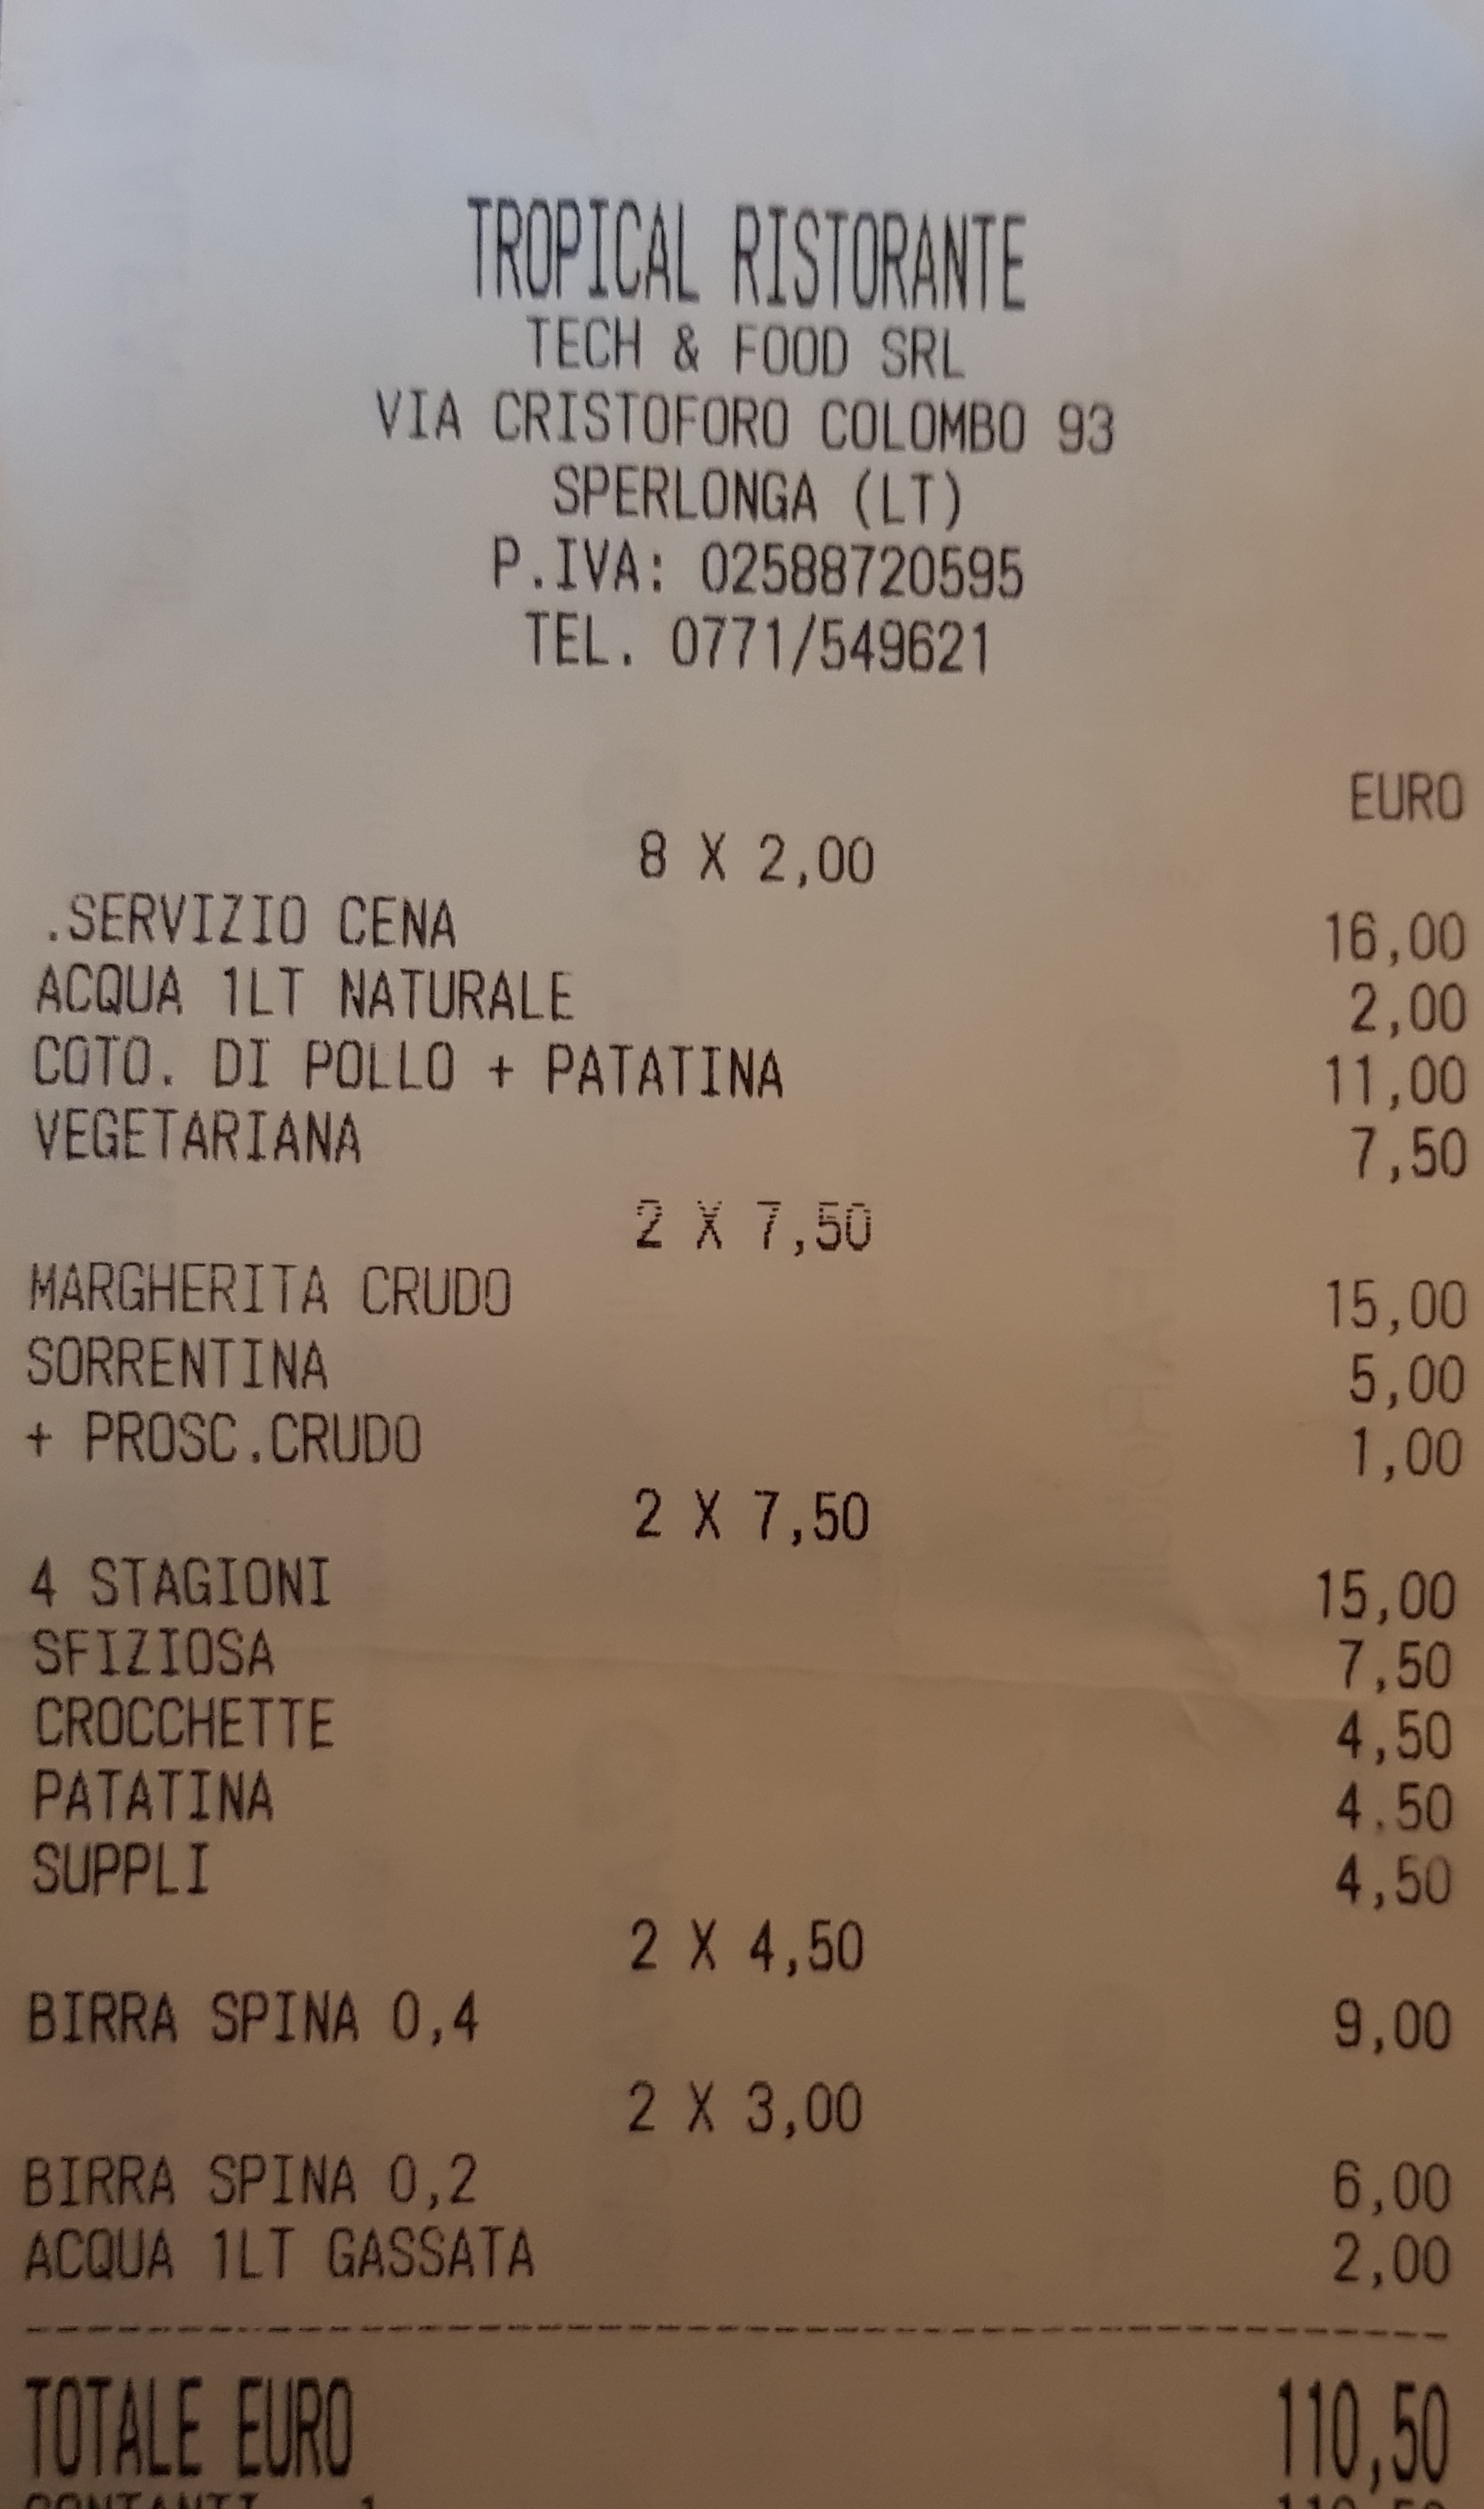 TROPICAL RISTORANTE
TECH & FOOD SRL
VIA CRISTOFORO COLOMBO 93
SPERLONGA (LT)
P.IVA: 02588720595
TEL. 0771/549621
EURO
8 X 2,00
.SERVIZIO CENA 16,00
ACQUA 1LT NATURALE 2,00
COTO. DI POLLO + PATATINA 11,00
VEGETARIANA 7,50
2 X 7,50
MARGHERITA CRUDO 15,00
SORRENTINA 5,00
+ PROSC.CRUDO 1,00
2 X 7,50
4 STAGIONI 15,00
SFIZIOSA 7,50
CROCCHETTE 4,50
PATATINA 4.50
SUPPLI 4,50
2 X 4,50
BIRRA SPINA 0,4 9,00
2 X 3,00
BIRRA SPINA 0,2 6,00
ACQUA 1LT GASSATA 2,00
TOTALE EURO 110,50
CONTANTI